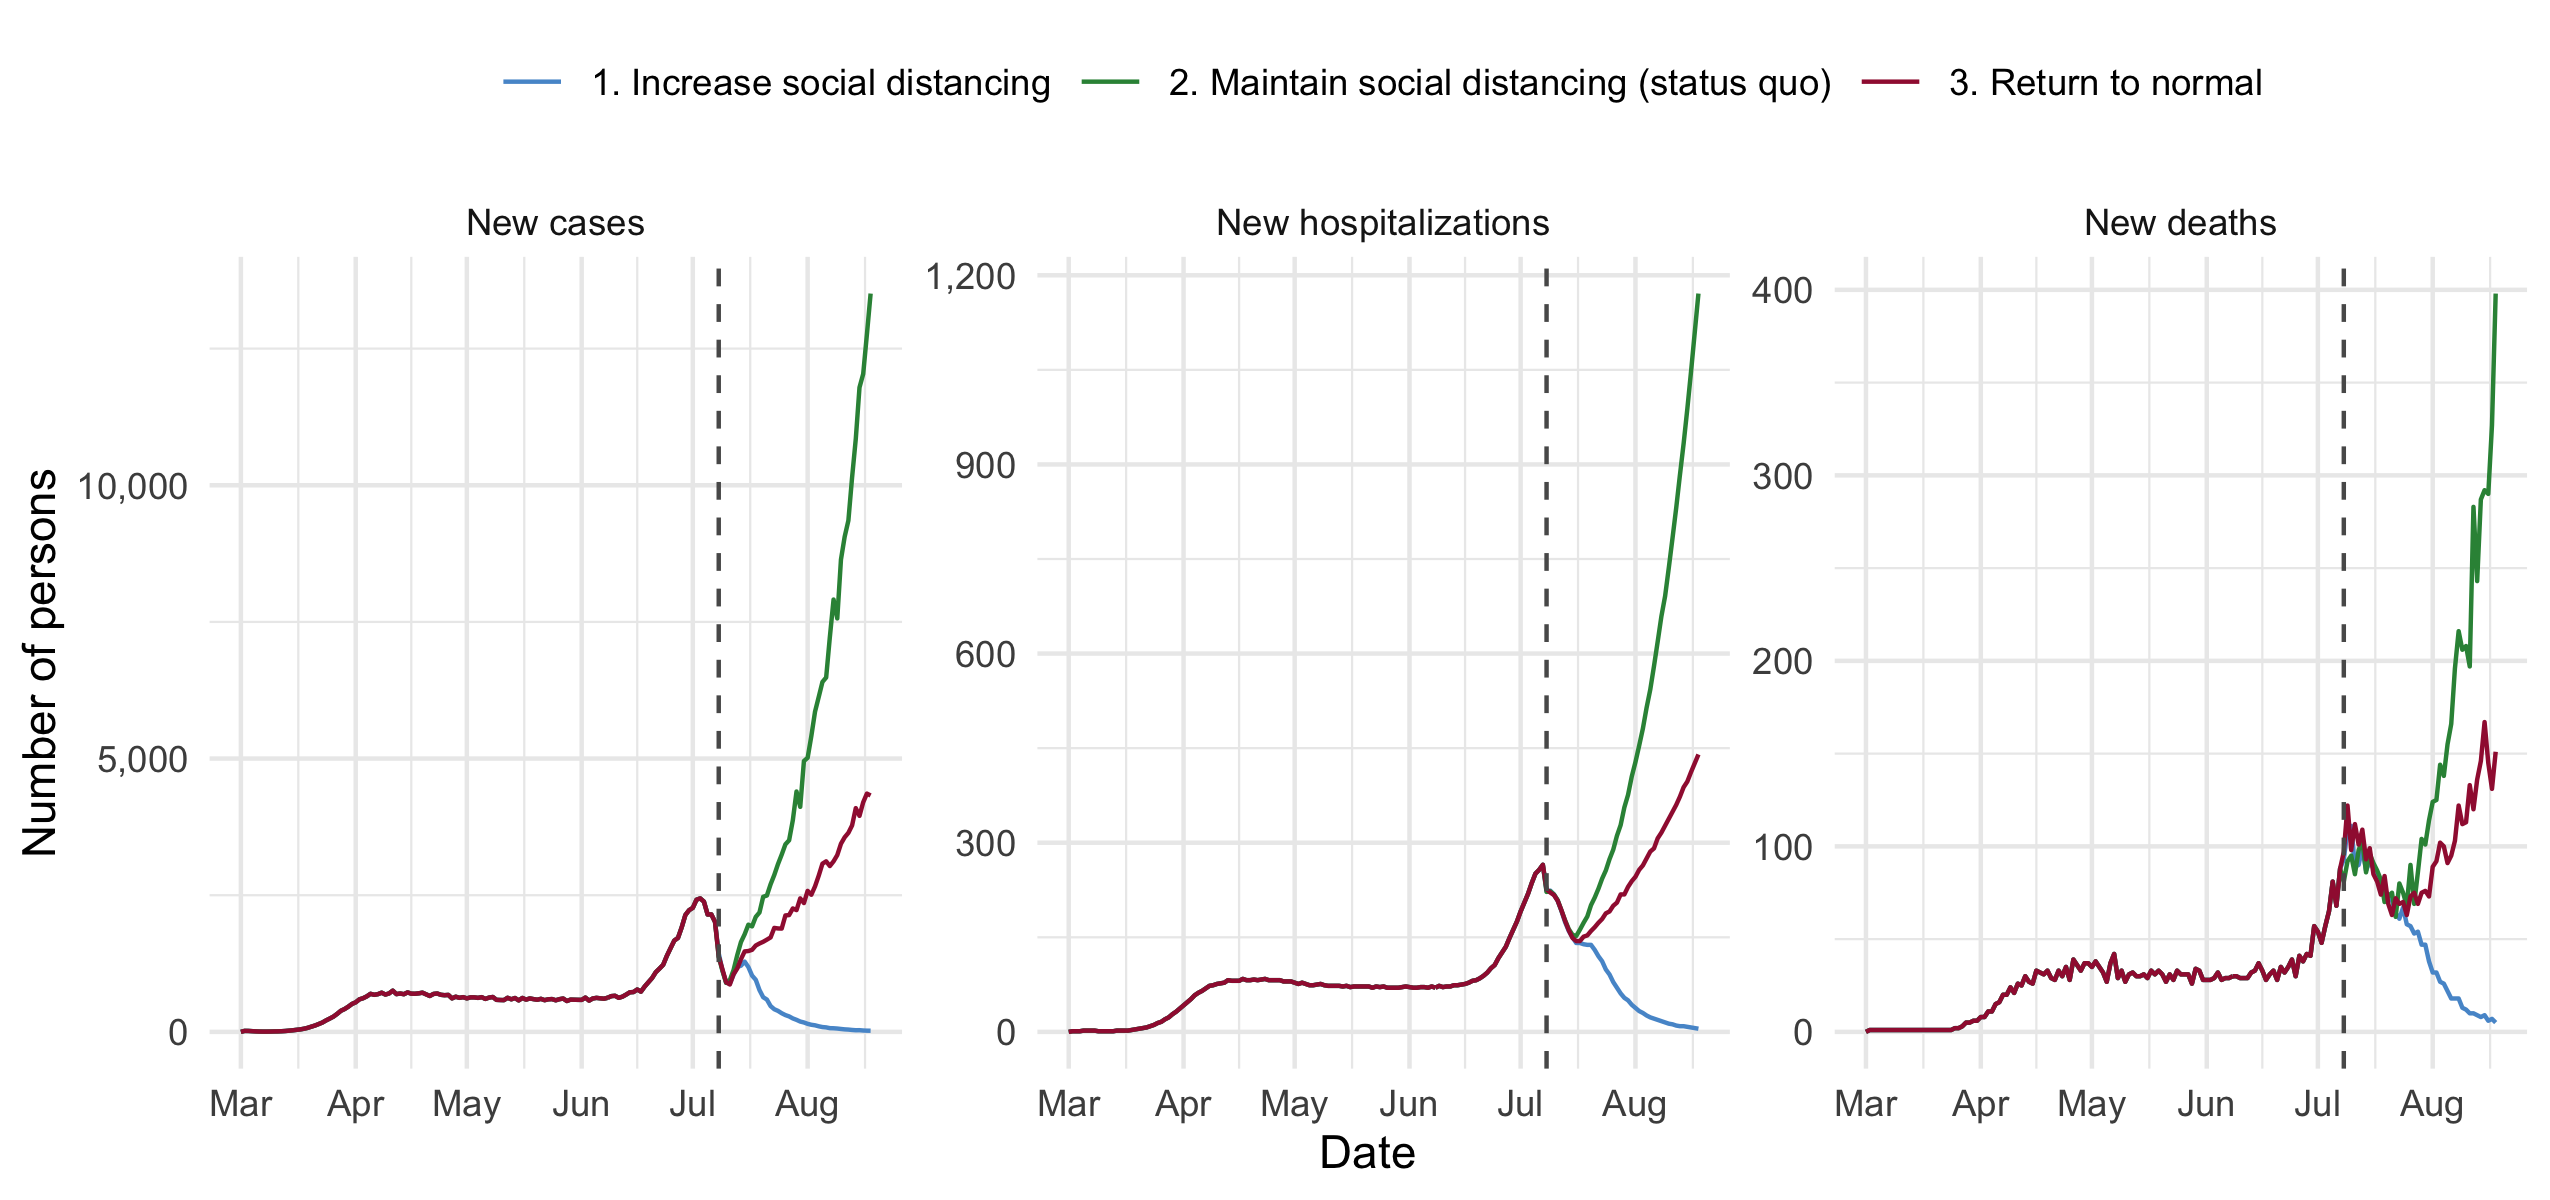 1. Increase social distancing 2. Maintain social distancing (status quo) 3. Return to normal
New cases
New hospitalizations
New deaths
Number of persons
10,000
5,000
0
1,200
900
600
300
0
400
300
200
100
0
Mar Apr May Jun Jul Aug
Mar Apr May Jun Jul Aug
Mar Apr May Jun Jul Aug
Date